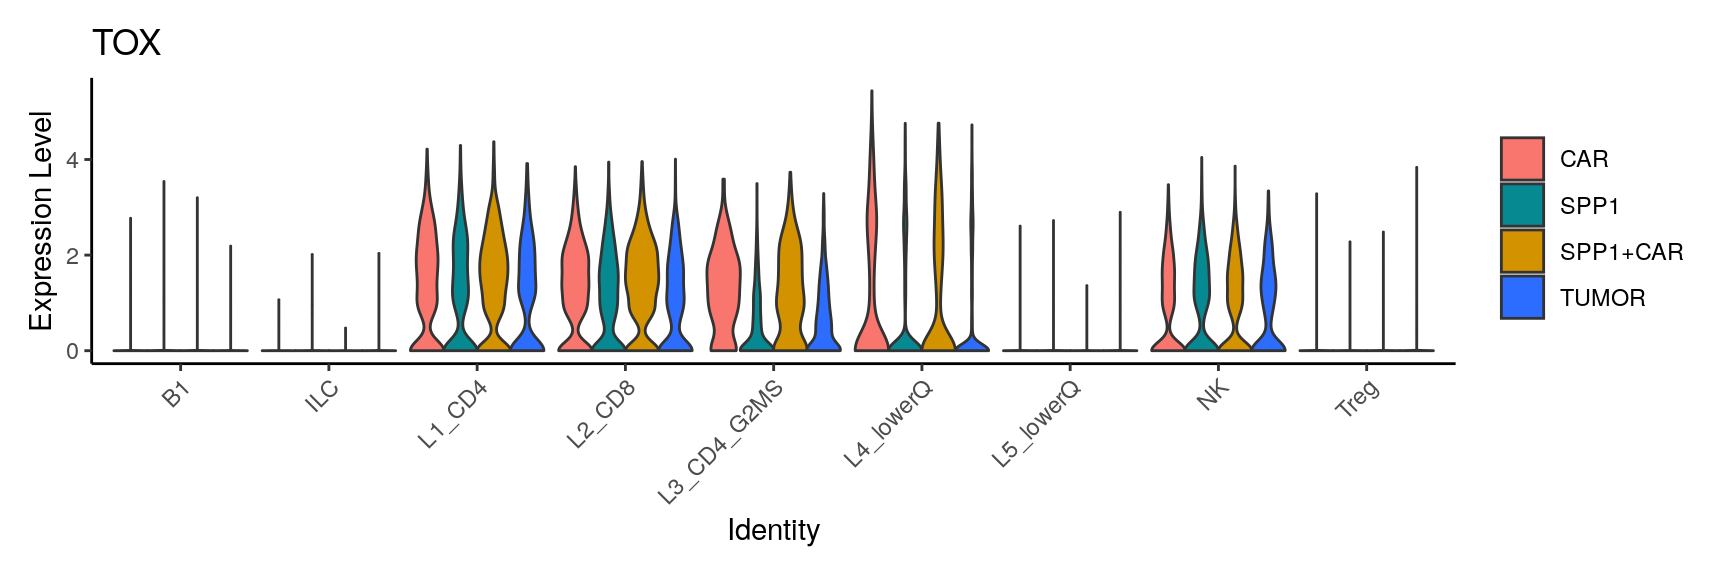 TOX
Expression Level
4
2
0
B1
ILC
L1_CD4
L2_CD8
L3_CD4_G2MS
L4_lowerQ
L5_lowerQ
NK
Treg
Identity
CAR
SPP1
SPP1+CAR
TUMOR